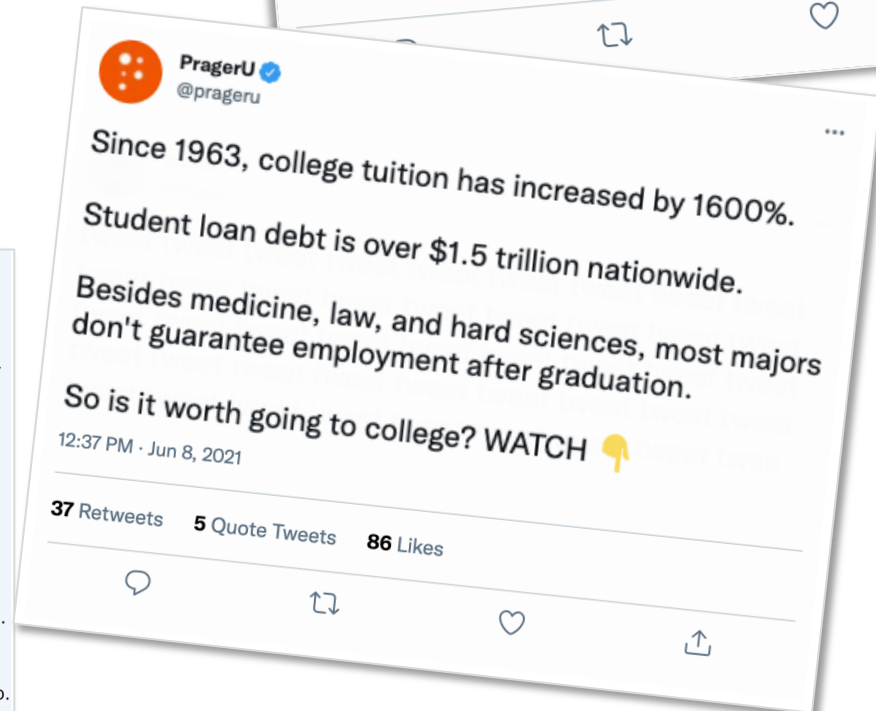 PragerU
@prageru
Since 1963, college tuition has increased by 1600%.
Student loan debt is over $1.5 trillion nationwide.
Besides medicine, law, and hard sciences, most majors
don't guarantee employment after graduation.
So is it worth going to college? WATCH 👇
12:37 PM · Jun 8, 2021
37 Retweets 5 Quote Tweets 86 Likes